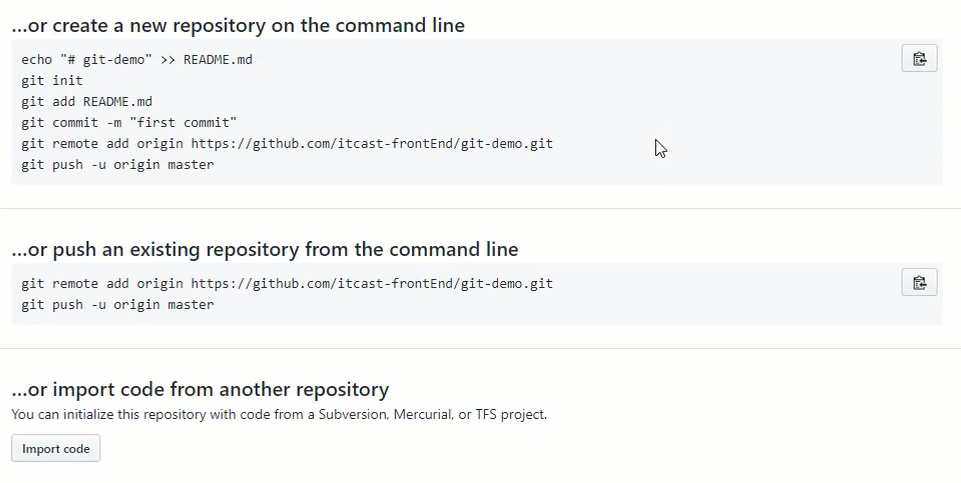 ...or create a new repository on the command line
echo "# git-demo" >> README.md
git init
git add README.md
git commit -m "first commit"
git remote add origin https://github.com/itcast-frontEnd/git-demo.git
git push -u origin master
...or push an existing repository from the command line
git remote add origin https://github.com/itcast-frontEnd/git-demo.git
git push -u origin master
...or import code from another repository
You can initialize this repository with code from a Subversion, Mercurial, or TFS project.
Import code